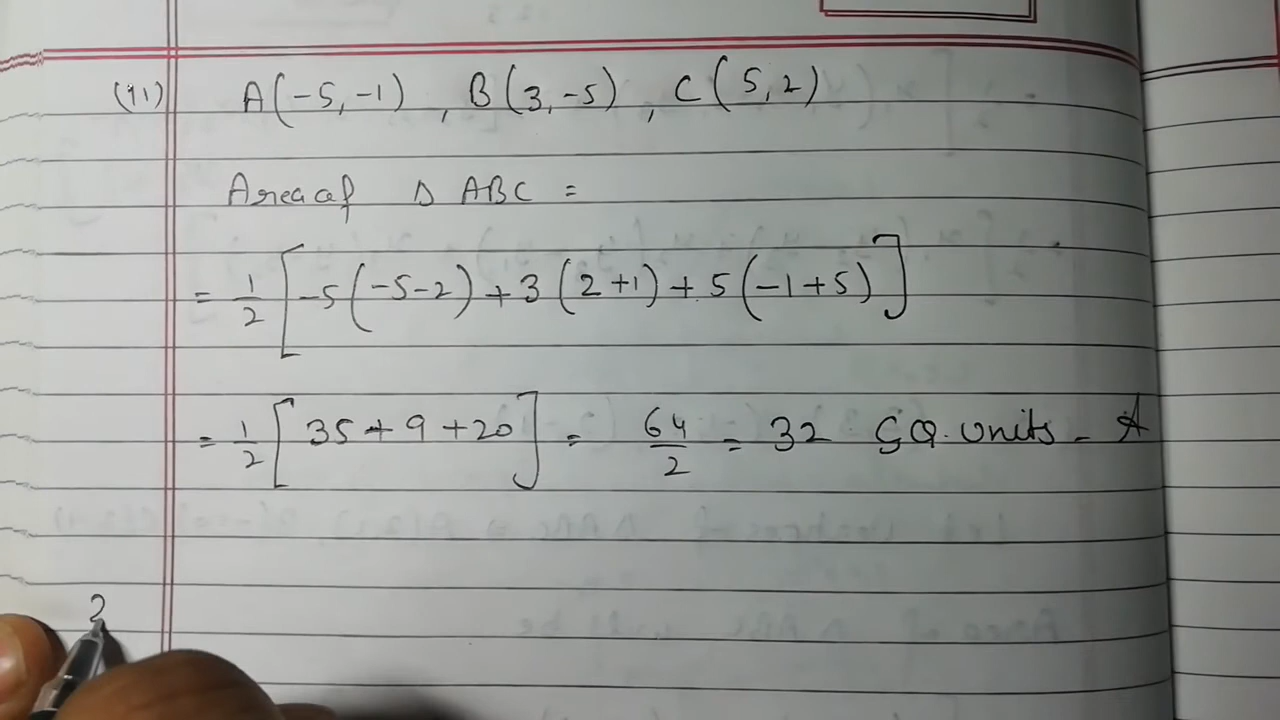 (11) A(-5,-1) , B(3,-5) , C(5,2)
Area of Δ ABC =
= 1/2 [-5(-5-2)+3(2+1)+5(-1+5)]
= 1/2 [35+9+20] = 64/2 = 32 SQ. units - A
2